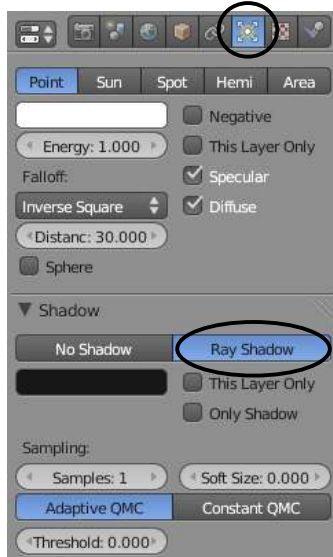 Point Sun Spot Hemi Area
Negative
Energy: 1.000 This Layer Only
Falloff: Specular
Inverse Square Diffuse
Distanc: 30.000
Sphere
Shadow
No Shadow Ray Shadow
This Layer Only
Only Shadow
Sampling:
Samples: 1 Soft Size: 0.000
Adaptive QMC Constant QMC
Threshold: 0.000